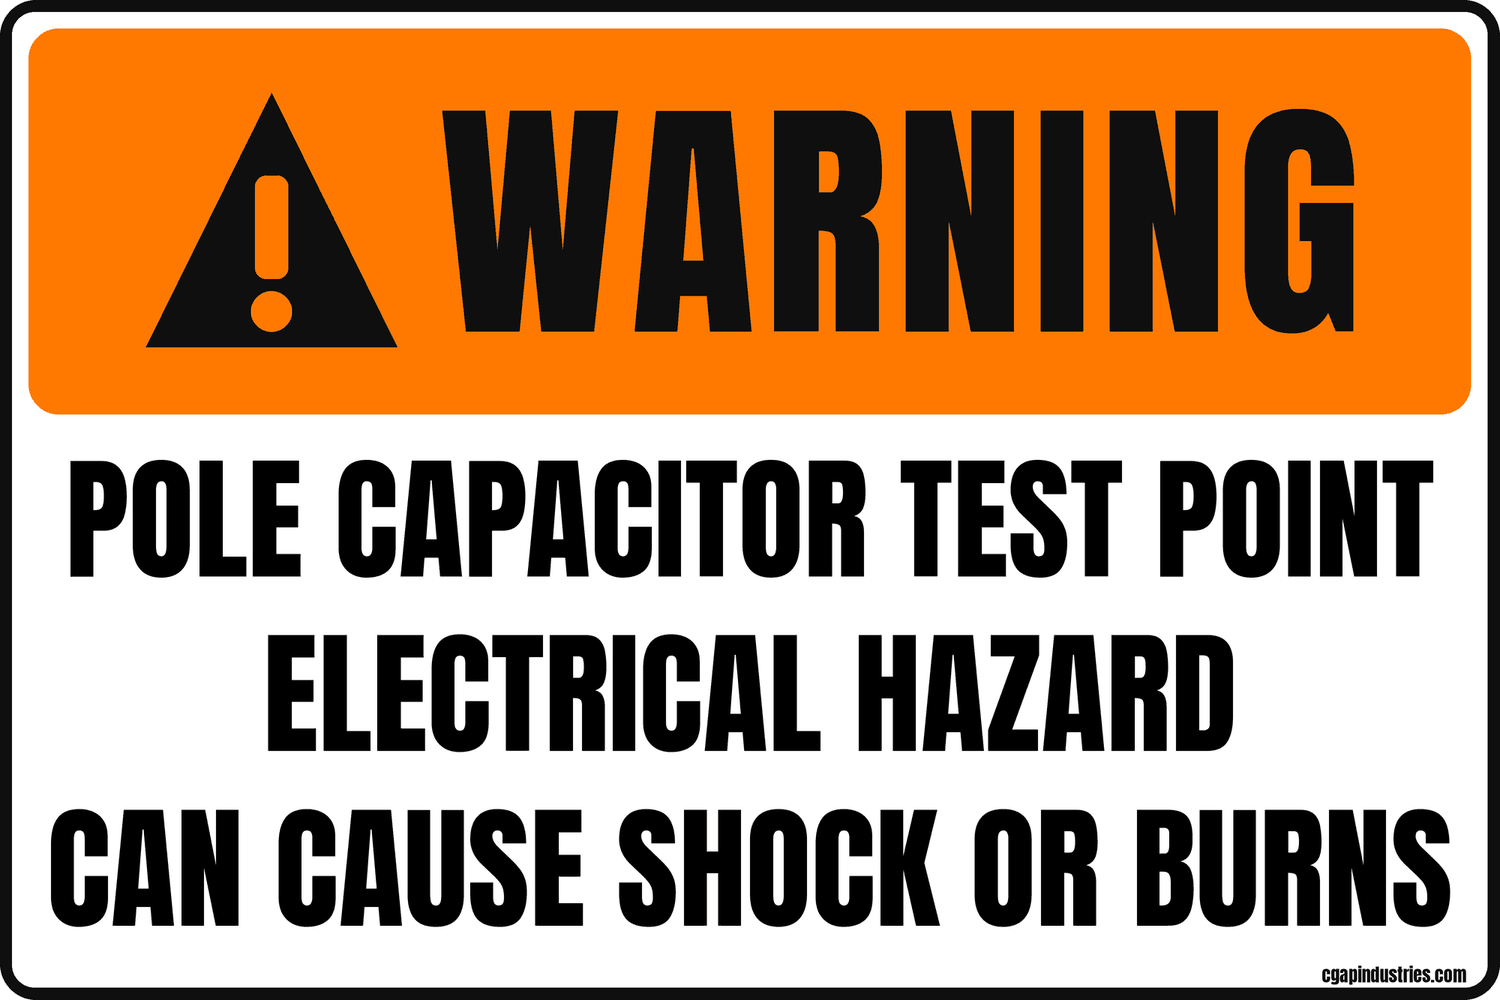 WARNING
POLE CAPACITOR TEST POINT
ELECTRICAL HAZARD
CAN CAUSE SHOCK OR BURNS
cgapindustries.com